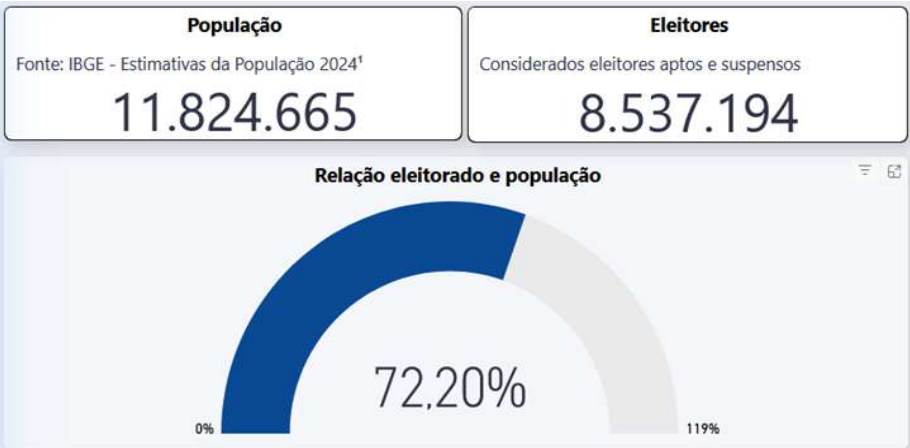 População
Fonte: IBGE - Estimativas da População 2024¹
11.824.665
Eleitores
Considerados eleitores aptos e suspensos
8.537.194
Relação eleitorado e população
72,20%
0%
119%